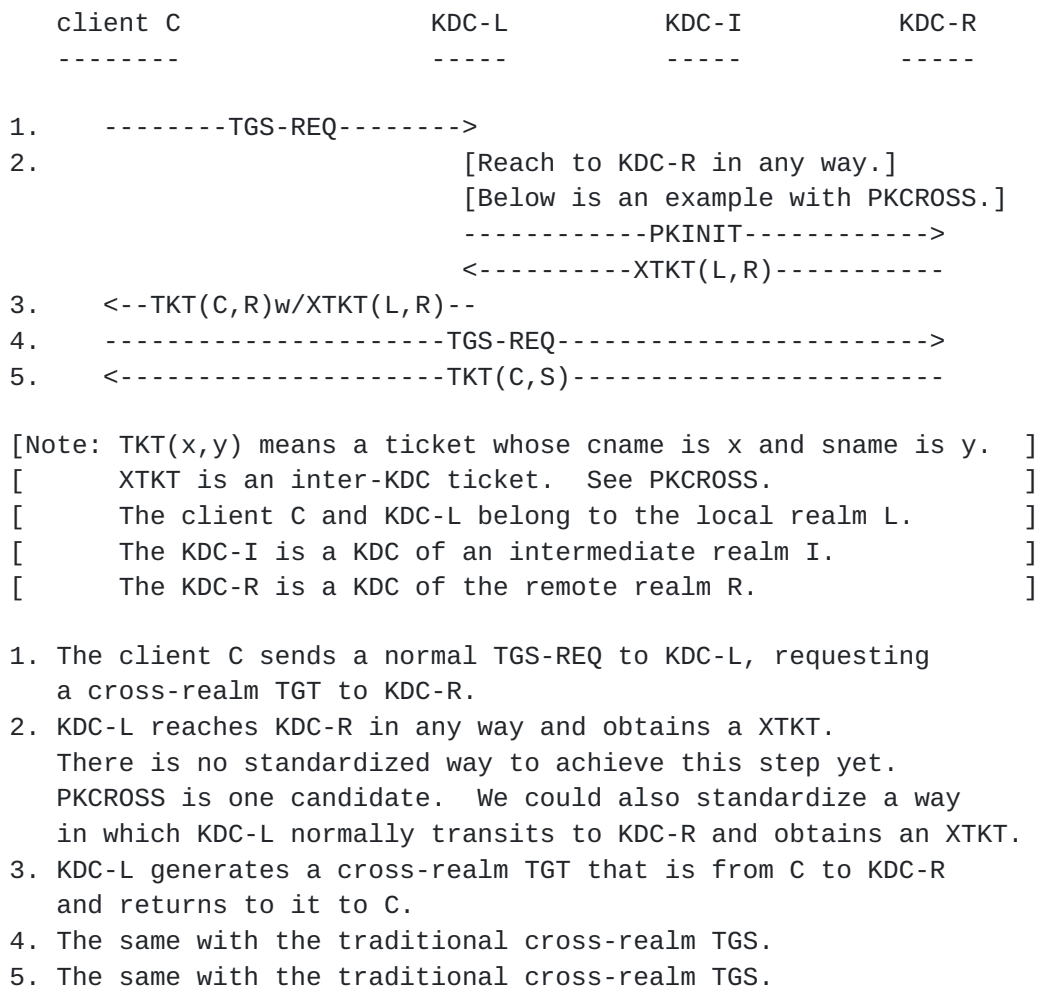 client C                KDC-L          KDC-I          KDC-R
--------                -----          -----          -----
1.    --------TGS-REQ-------->
2.                           [Reach to KDC-R in any way.]
                             [Below is an example with PKCROSS.]
                             ------------PKINIT------------>
                             <----------XTKT(L,R)-----------
3.    <--TKT(C,R)w/XTKT(L,R)--
4.    ----------------------TGS-REQ------------------------>
5.    <---------------------TKT(C,S)------------------------
[Note: TKT(x,y) means a ticket whose cname is x and sname is y.  ]
[      XTKT is an inter-KDC ticket.  See PKCROSS.                ]
[      The client C and KDC-L belong to the local realm L.       ]
[      The KDC-I is a KDC of an intermediate realm I.            ]
[      The KDC-R is a KDC of the remote realm R.                 ]
1. The client C sends a normal TGS-REQ to KDC-L, requesting
   a cross-realm TGT to KDC-R.
2. KDC-L reaches KDC-R in any way and obtains a XTKT.
   There is no standardized way to achieve this step yet.
   PKCROSS is one candidate.  We could also standardize a way
   in which KDC-L normally transits to KDC-R and obtains an XTKT.
3. KDC-L generates a cross-realm TGT that is from C to KDC-R
   and returns to it to C.
4. The same with the traditional cross-realm TGS.
5. The same with the traditional cross-realm TGS.